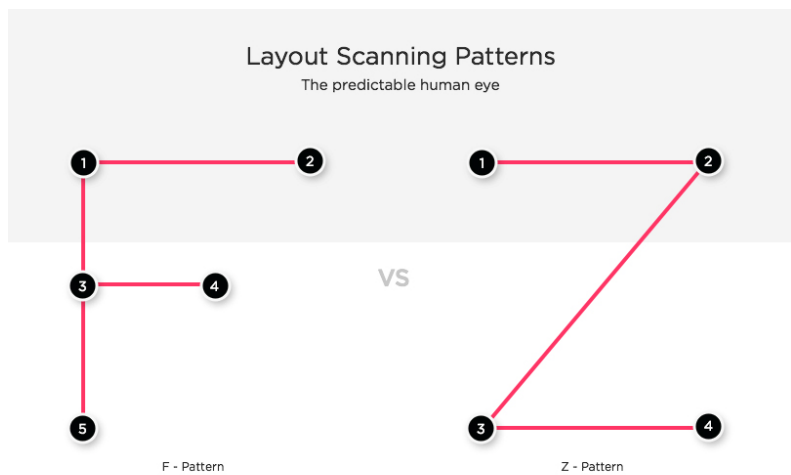 Layout Scanning Patterns
The predictable human eye
1
2
3
4
5
F - Pattern
VS
1
2
3
4
Z - Pattern